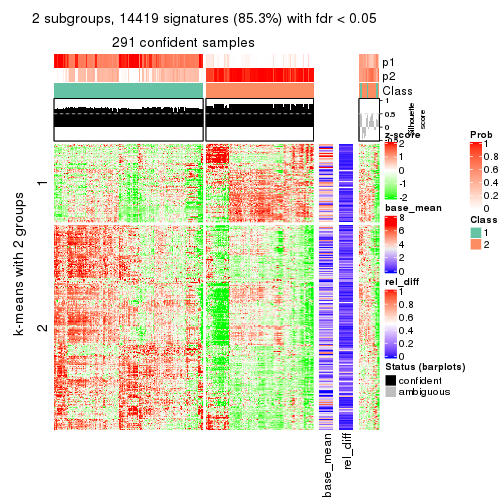 2 subgroups, 14419 signatures (85.3%) with fdr < 0.05
291 confident samples
p1
p2
Class
1
0.5
0
Silhouette
score
k-means with 2 groups
1
2
base_mean
rel_diff
z-score
2
1
0
-2
base_mean
8
6
4
2
0
rel_diff
1
0.8
0.6
0.4
0.2
0
Status (barplots)
confident
ambiguous
Prob
1
0.8
0.6
0.4
0.2
0
Class
1
2